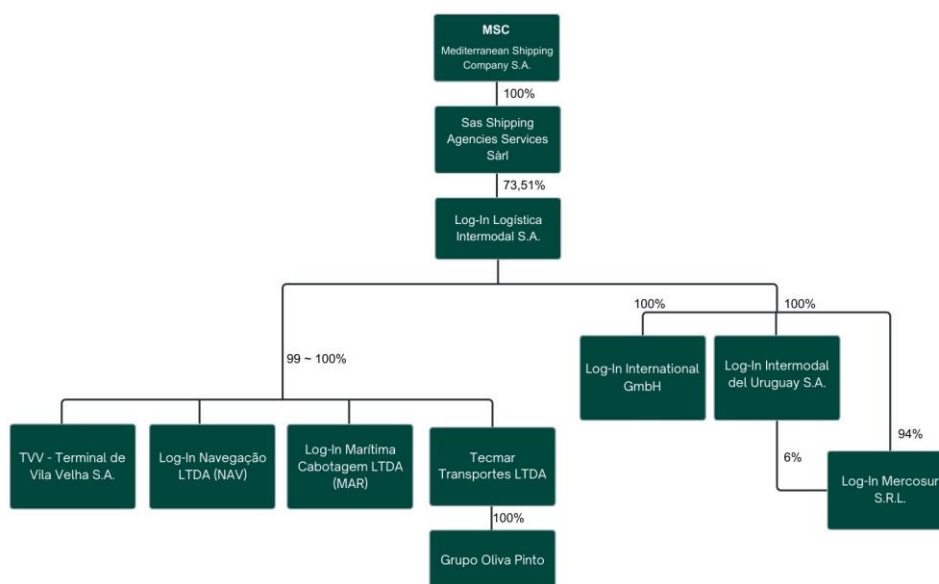 MSC
Mediterranean Shipping
Company S.A.
100%
Sas Shipping
Agencies Services
Sàrl
73,51%
Log-In Logística
Intermodal S.A.
99 ~ 100%
100%
100%
Log-In International
GmbH
Log-In Intermodal
del Uruguay S.A.
94%
6%
Log-In Mercosur
S.R.L.
TVV - Terminal de
Vila Velha S.A.
Log-In Navegação
LTDA (NAV)
Log-In Marítima
Cabotagem LTDA
(MAR)
Tecmar
Transportes LTDA
100%
Grupo Oliva Pinto